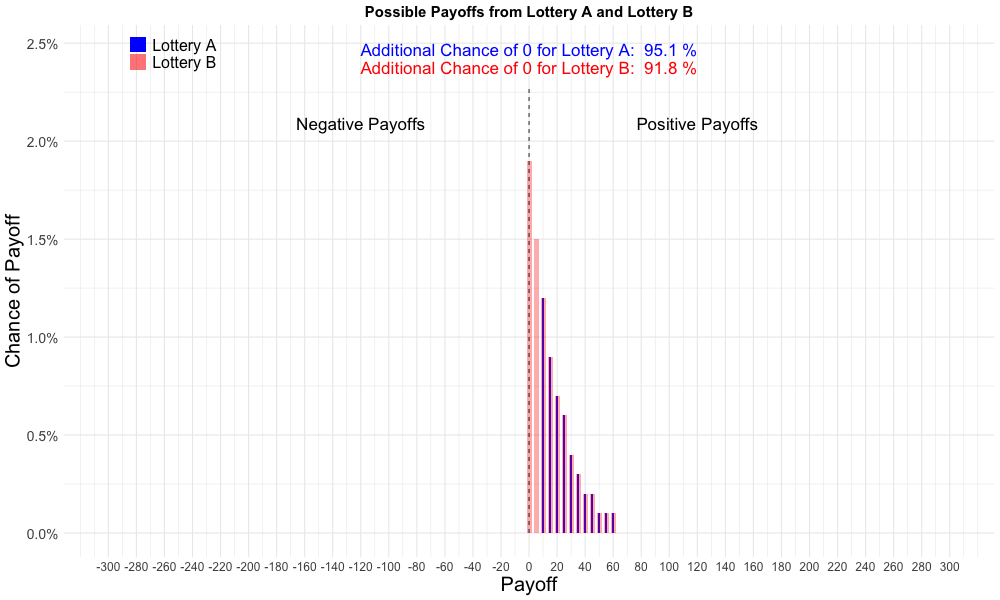 Possible Payoffs from Lottery A and Lottery B
Lottery A
Lottery B
Additional Chance of 0 for Lottery A:  95.1 %
Additional Chance of 0 for Lottery B:  91.8 %
Negative Payoffs
Positive Payoffs
Chance of Payoff
2.5%
2.0%
1.5%
1.0%
0.5%
0.0%
-300 -280 -260 -240 -220 -200 -180 -160 -140 -120 -100 -80 -60 -40 -20 0 20 40 60 80 100 120 140 160 180 200 220 240 260 280 300
Payoff